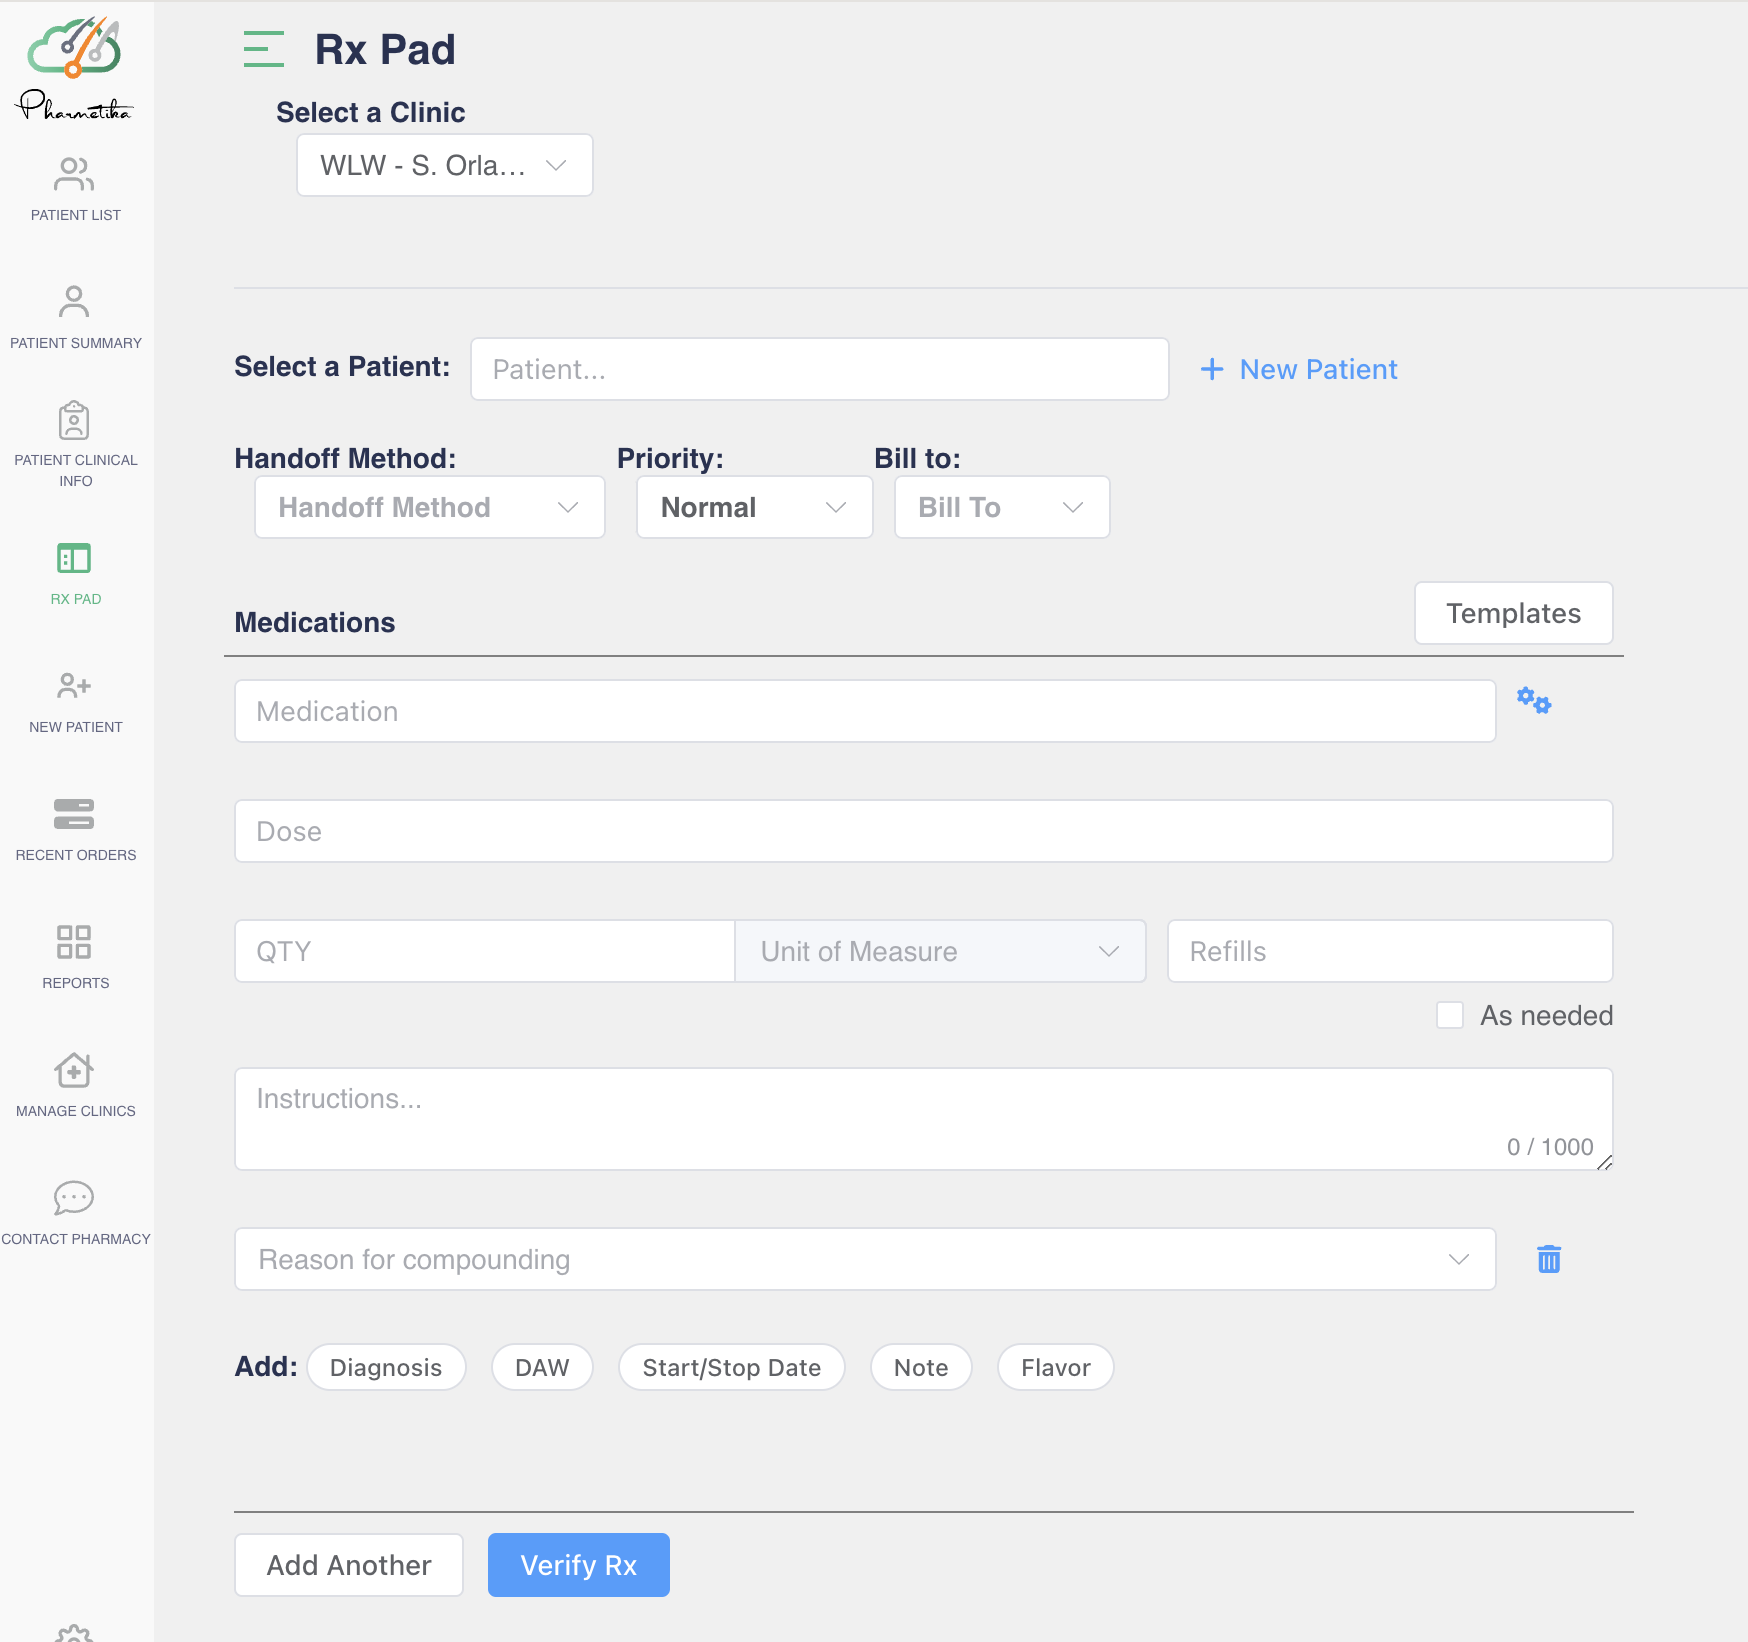 Pharmetika
PATIENT LIST
PATIENT SUMMARY
PATIENT CLINICAL
INFO
RX PAD
NEW PATIENT
RECENT ORDERS
REPORTS
MANAGE CLINICS
CONTACT PHARMACY
Rx Pad
Select a Clinic
WLW - S. Orla...
Select a Patient: Patient... + New Patient
Handoff Method: Priority: Bill to:
Handoff Method Normal Bill To
Medications Templates
Medication
Dose
QTY Unit of Measure Refills
As needed
Instructions...
0 / 1000
Reason for compounding
Add: Diagnosis DAW Start/Stop Date Note Flavor
Add Another Verify Rx